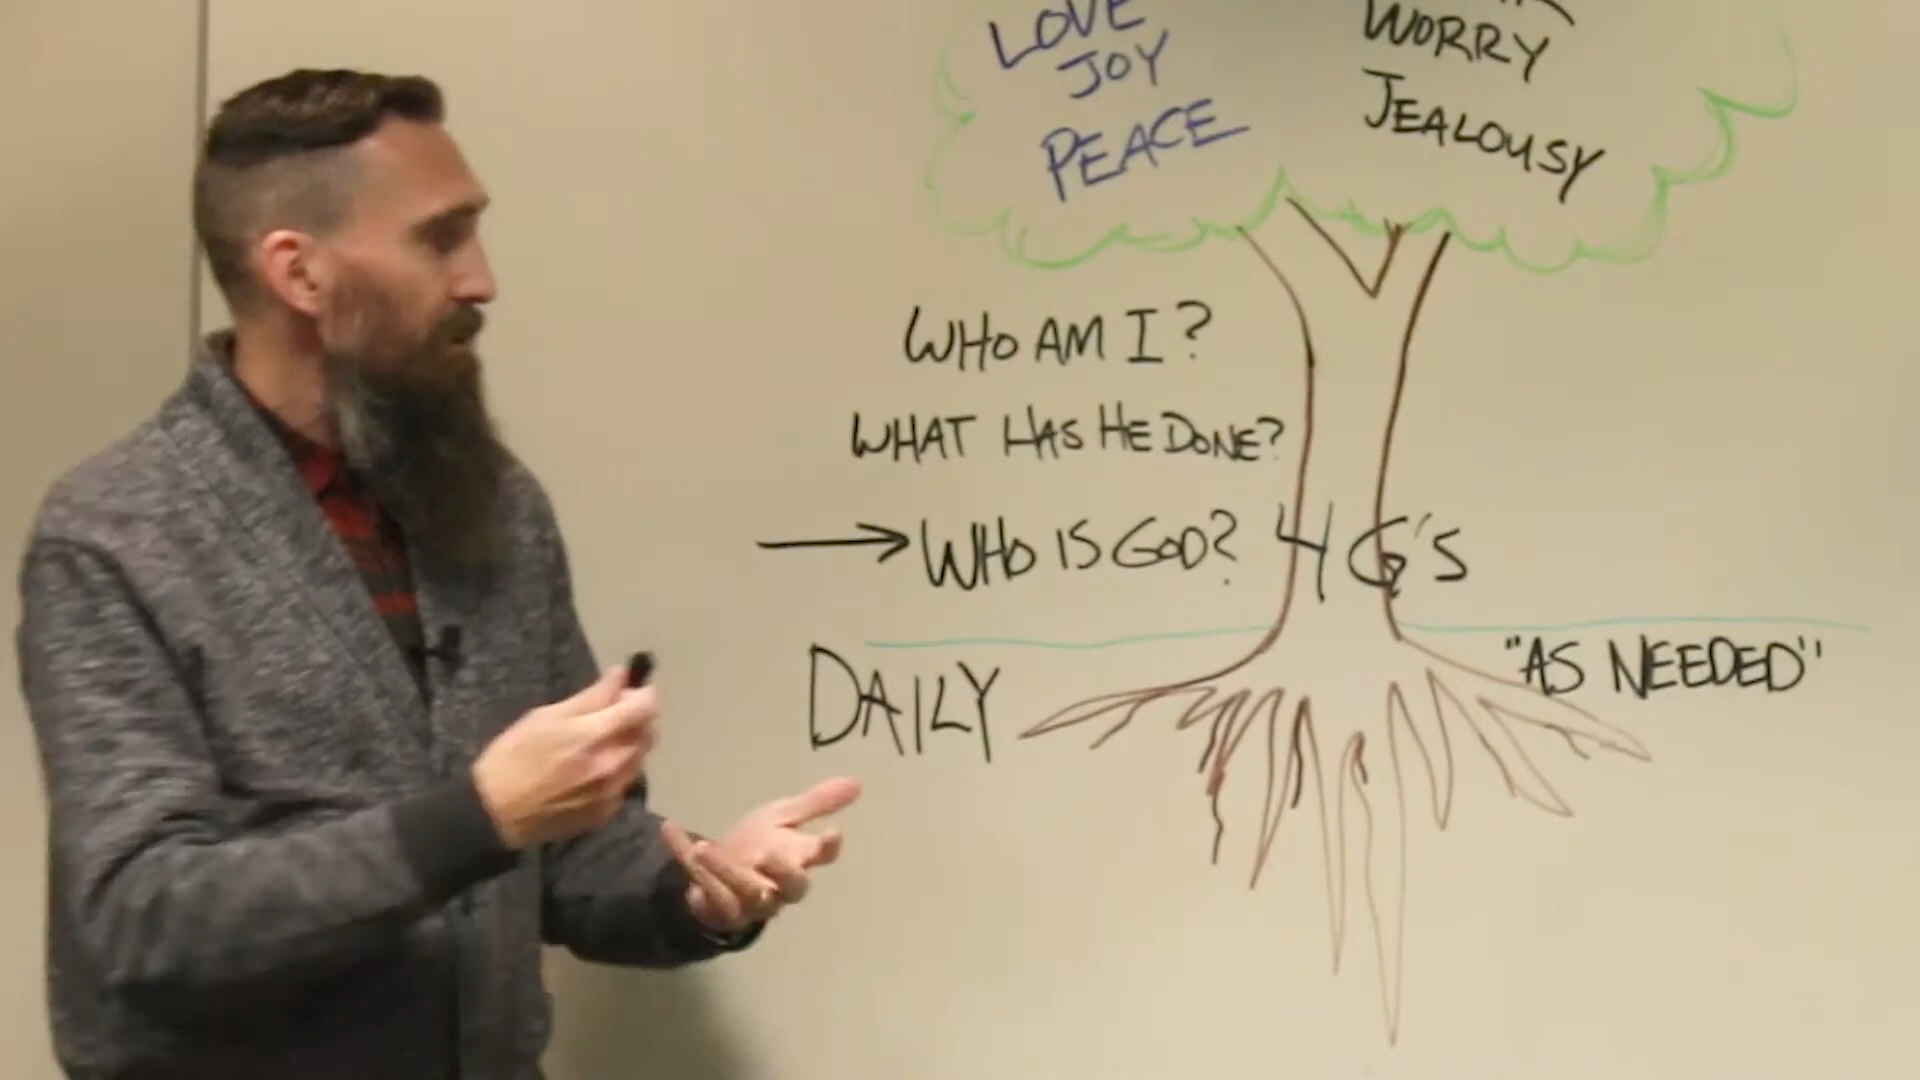 LOVE
JOY
PEACE
WORRY
JEALOUSY
WHO AM I?
WHAT HAS HE DONE?
WHO IS GOD? 4 G'S
DAILY
"AS NEEDED"